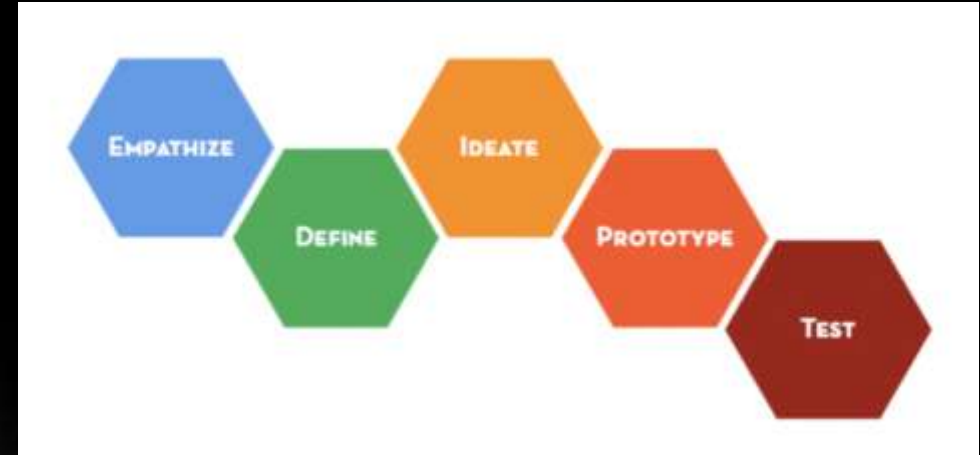 EMPATHIZE
DEFINE
IDEATE
PROTOTYPE
TEST